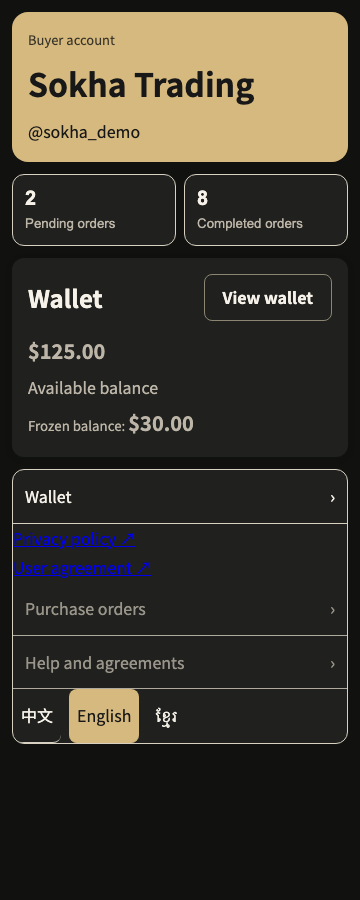 Buyer account
Sokha Trading
@sokha_demo
2
Pending orders
8
Completed orders
Wallet
View wallet
$125.00
Available balance
Frozen balance: $30.00
Wallet ›
Privacy policy ↗
User agreement ↗
Purchase orders ›
Help and agreements ›
中文 English ខ្មែរ